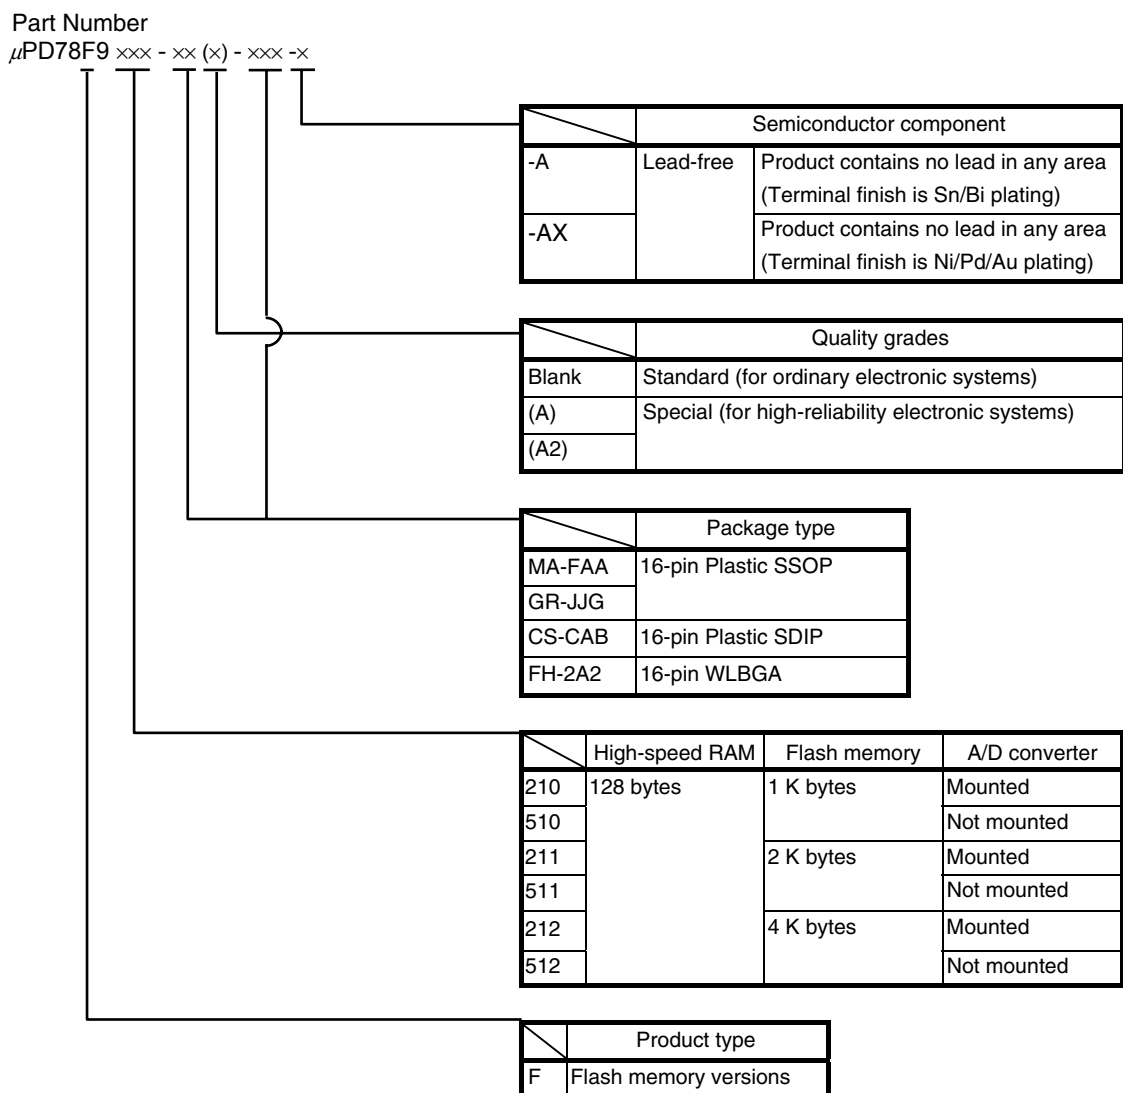 Part Number
μPD78F9 ××× - ×× (×) - ××× -×
Semiconductor component
-A Lead-free Product contains no lead in any area
(Terminal finish is Sn/Bi plating)
-AX Product contains no lead in any area
(Terminal finish is Ni/Pd/Au plating)
Quality grades
Blank Standard (for ordinary electronic systems)
(A) Special (for high-reliability electronic systems)
(A2)
Package type
MA-FAA 16-pin Plastic SSOP
GR-JJG
CS-CAB 16-pin Plastic SDIP
FH-2A2 16-pin WLBGA
High-speed RAM Flash memory A/D converter
210 128 bytes 1 K bytes Mounted
510 Not mounted
211 2 K bytes Mounted
511 Not mounted
212 4 K bytes Mounted
512 Not mounted
Product type
F Flash memory versions